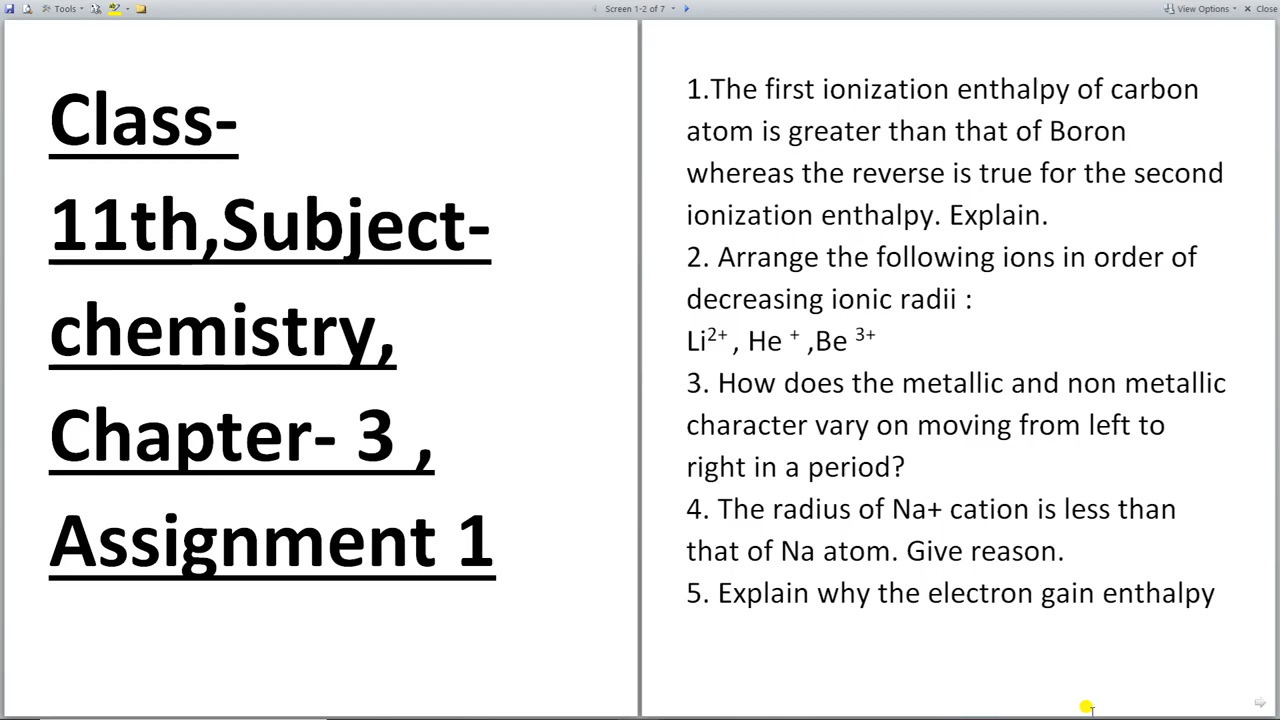 Tools
Screen 1-2 of 7
View Options
Close
Class-
11th,Subject-
chemistry,
Chapter- 3 ,
Assignment 1
1.The first ionization enthalpy of carbon
atom is greater than that of Boron
whereas the reverse is true for the second
ionization enthalpy. Explain.
2. Arrange the following ions in order of
decreasing ionic radii :
Li²⁺ , He ⁺ ,Be ³⁺
3. How does the metallic and non metallic
character vary on moving from left to
right in a period?
4. The radius of Na+ cation is less than
that of Na atom. Give reason.
5. Explain why the electron gain enthalpy